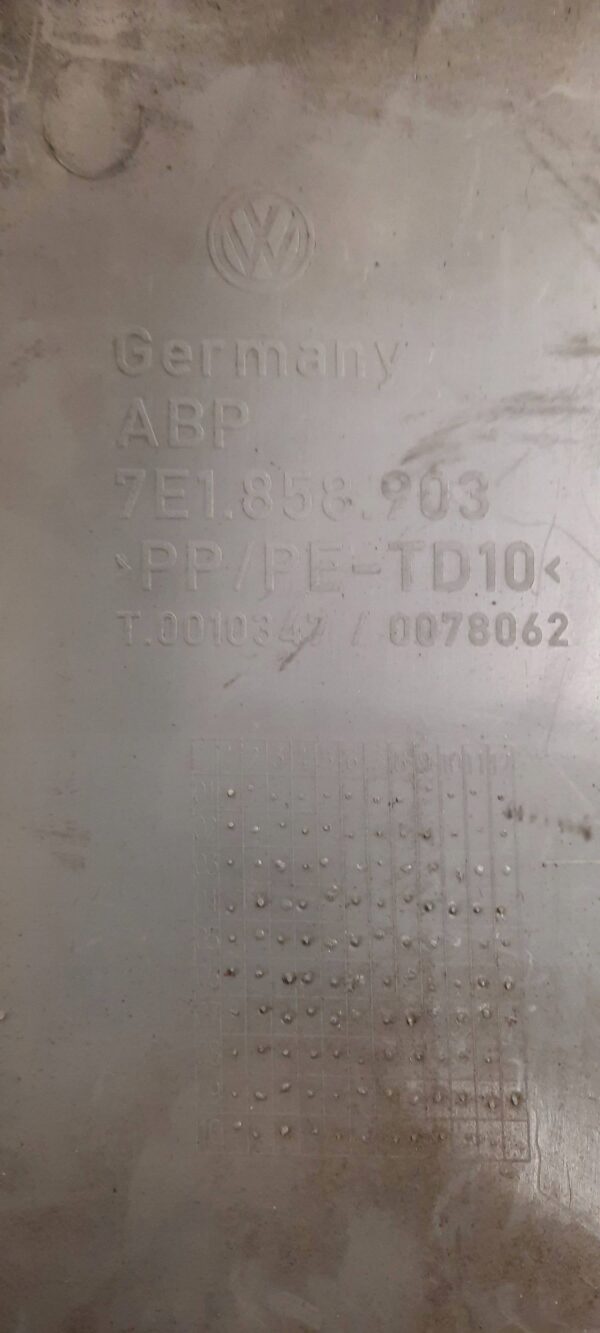 Germany
ABP
7E1.858.903
>PP/PE-TD10<
T.0010347 / 0078062